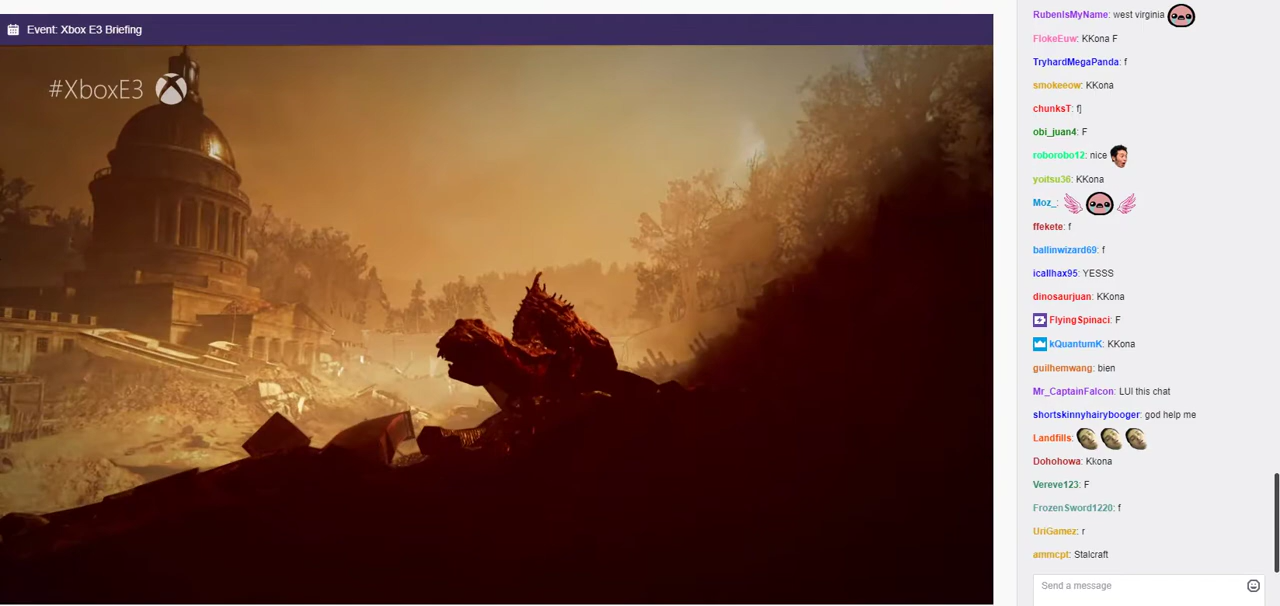 Event: Xbox E3 Briefing
#XboxE3
RubenIsMyName: west virginia
FlokeEuw: KKona F
TryhardMegaPanda: f
smokeeow: KKona
chunksT: f]
obi_juan4: F
roborobo12: nice
yoitsu36: KKona
Moz_:
ffekete: f
ballinwizard69: f
icallhax95: YESSS
dinosaurjuan: KKona
FlyingSpinaci: F
kQuantumK: KKona
guilhemwang: bien
Mr_CaptainFalcon: LUl this chat
shortskinnyhairybooger: god help me
Landfills:
Dohohowa: Kkona
Vereve123: F
FrozenSword1220: f
UriGamez: r
ammcpt: Stalcraft
Send a message